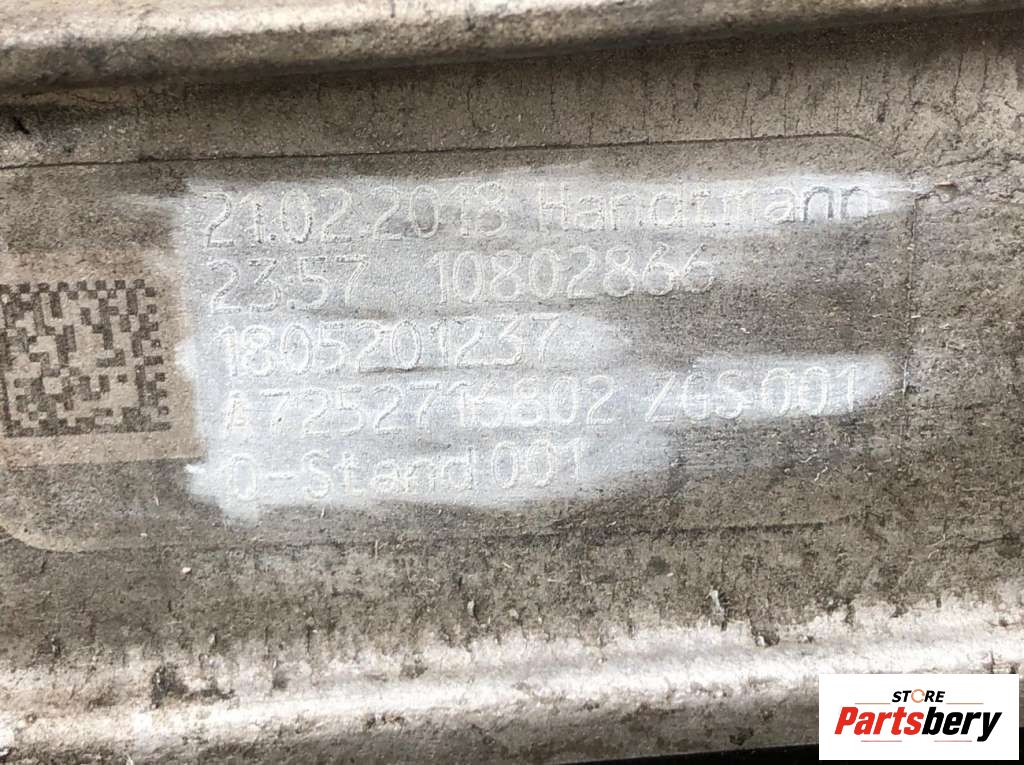 21.02.2018 Handtmann
23:57 10802866
1805201237
A7252716802 ZGS 001
Q-Stand 001
STORE
Partsbery